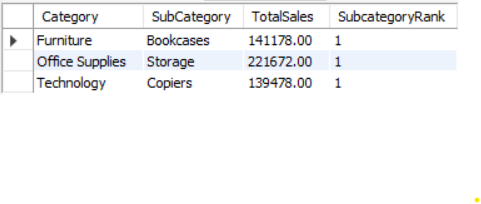 Category SubCategory TotalSales SubcategoryRank
Furniture Bookcases 141178.00 1
Office Supplies Storage 221672.00 1
Technology Copiers 139478.00 1